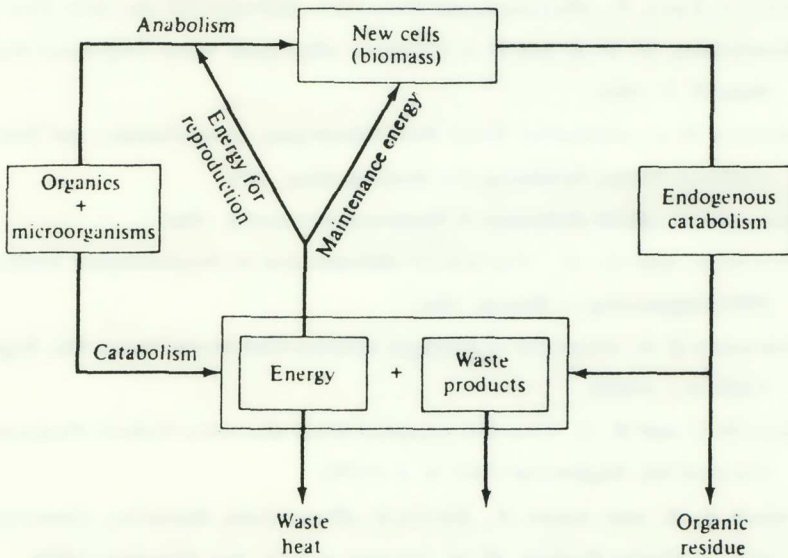 Anabolism
New cells
(biomass)
Energy for
reproduction
Maintenance energy
Organics
+
microorganisms
Endogenous
catabolism
Catabolism
Energy
+
Waste
products
Waste
heat
Organic
residue